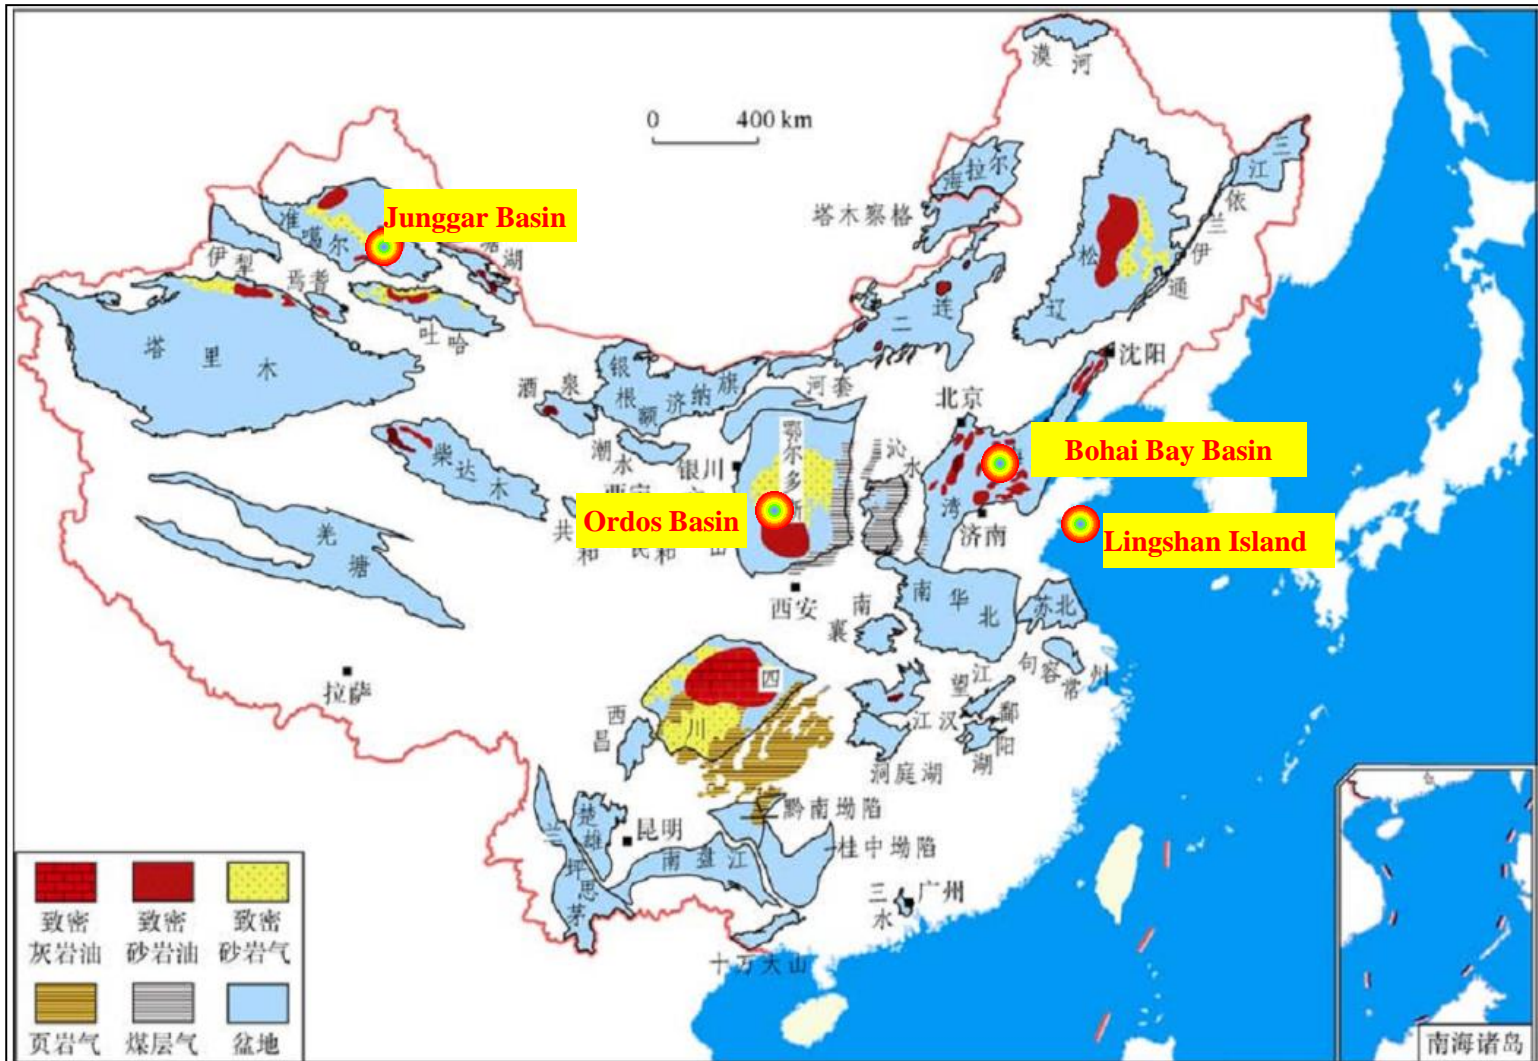 漠河
0 400 km
海拉尔
三江
塔木察格
依兰伊通
Junggar Basin
准噶尔
湖
伊犁
焉耆
吐哈
塔里木
松辽
二连
沈阳
酒泉
银根额济纳旗
河套
北京
潮水
银川
鄂尔多斯
沁水
Bohai Bay Basin
湾
柴达木
Ordos Basin
济南
Lingshan Island
共和
民和
羌塘
西安
南襄
南华北
苏北
句容常州
拉萨
四川
望江
江汉
鄱阳湖
洞庭湖
西昌
黔南坳陷
楚雄
昆明
兰坪思茅
南盘江
桂中坳陷
三水
广州
十万大山
致密灰岩油
致密砂岩油
致密砂岩气
页岩气
煤层气
盆地
南海诸岛